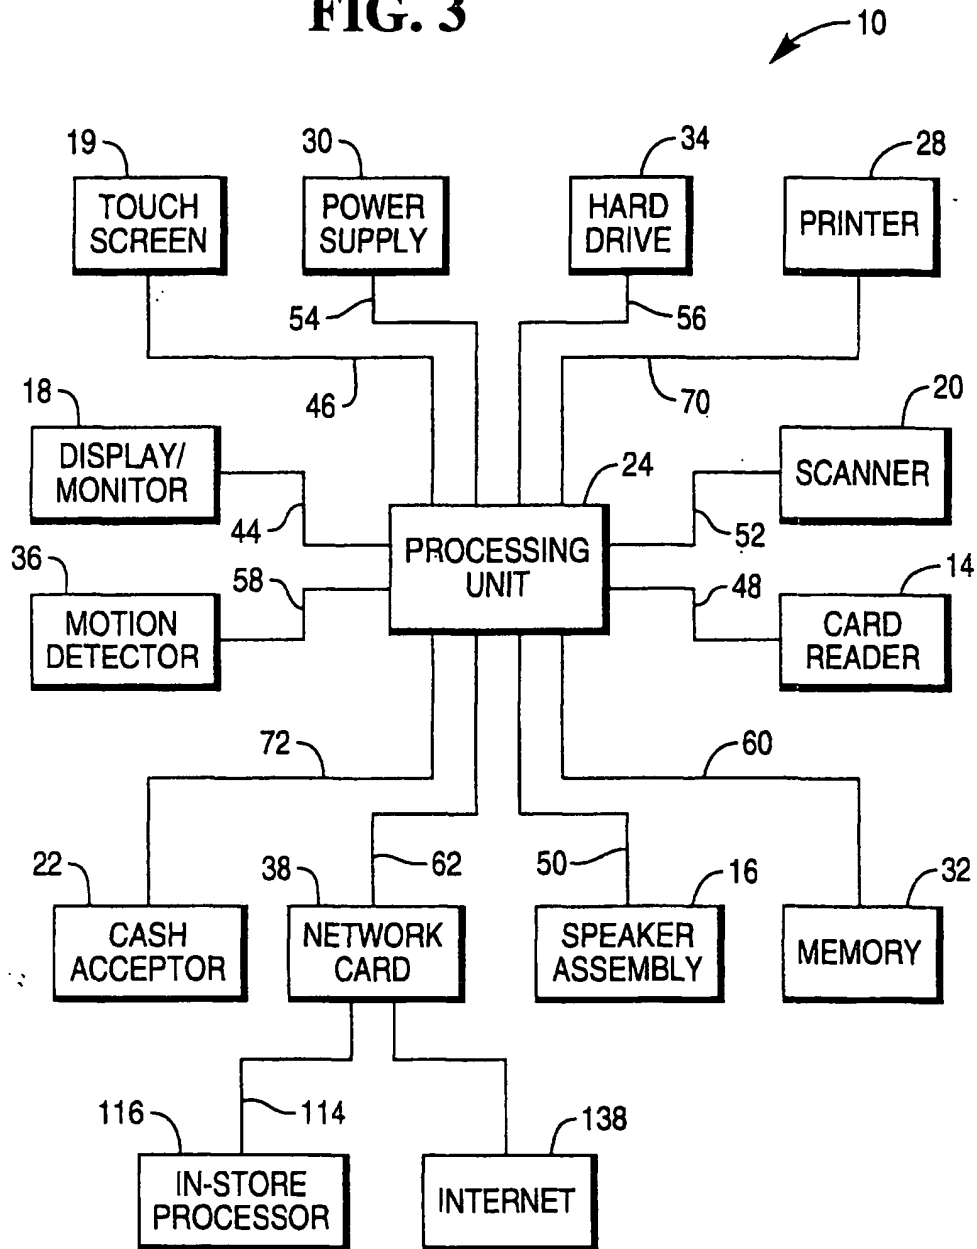 FIG. 3
10
19
30
34
28
TOUCH
SCREEN
POWER
SUPPLY
HARD
DRIVE
PRINTER
54
56
46
70
18
20
DISPLAY/
MONITOR
24
SCANNER
44
52
PROCESSING
UNIT
36
58
48
14
MOTION
DETECTOR
CARD
READER
72
60
22
38
62
50
16
32
CASH
ACCEPTOR
NETWORK
CARD
SPEAKER
ASSEMBLY
MEMORY
116
114
138
IN-STORE
PROCESSOR
INTERNET